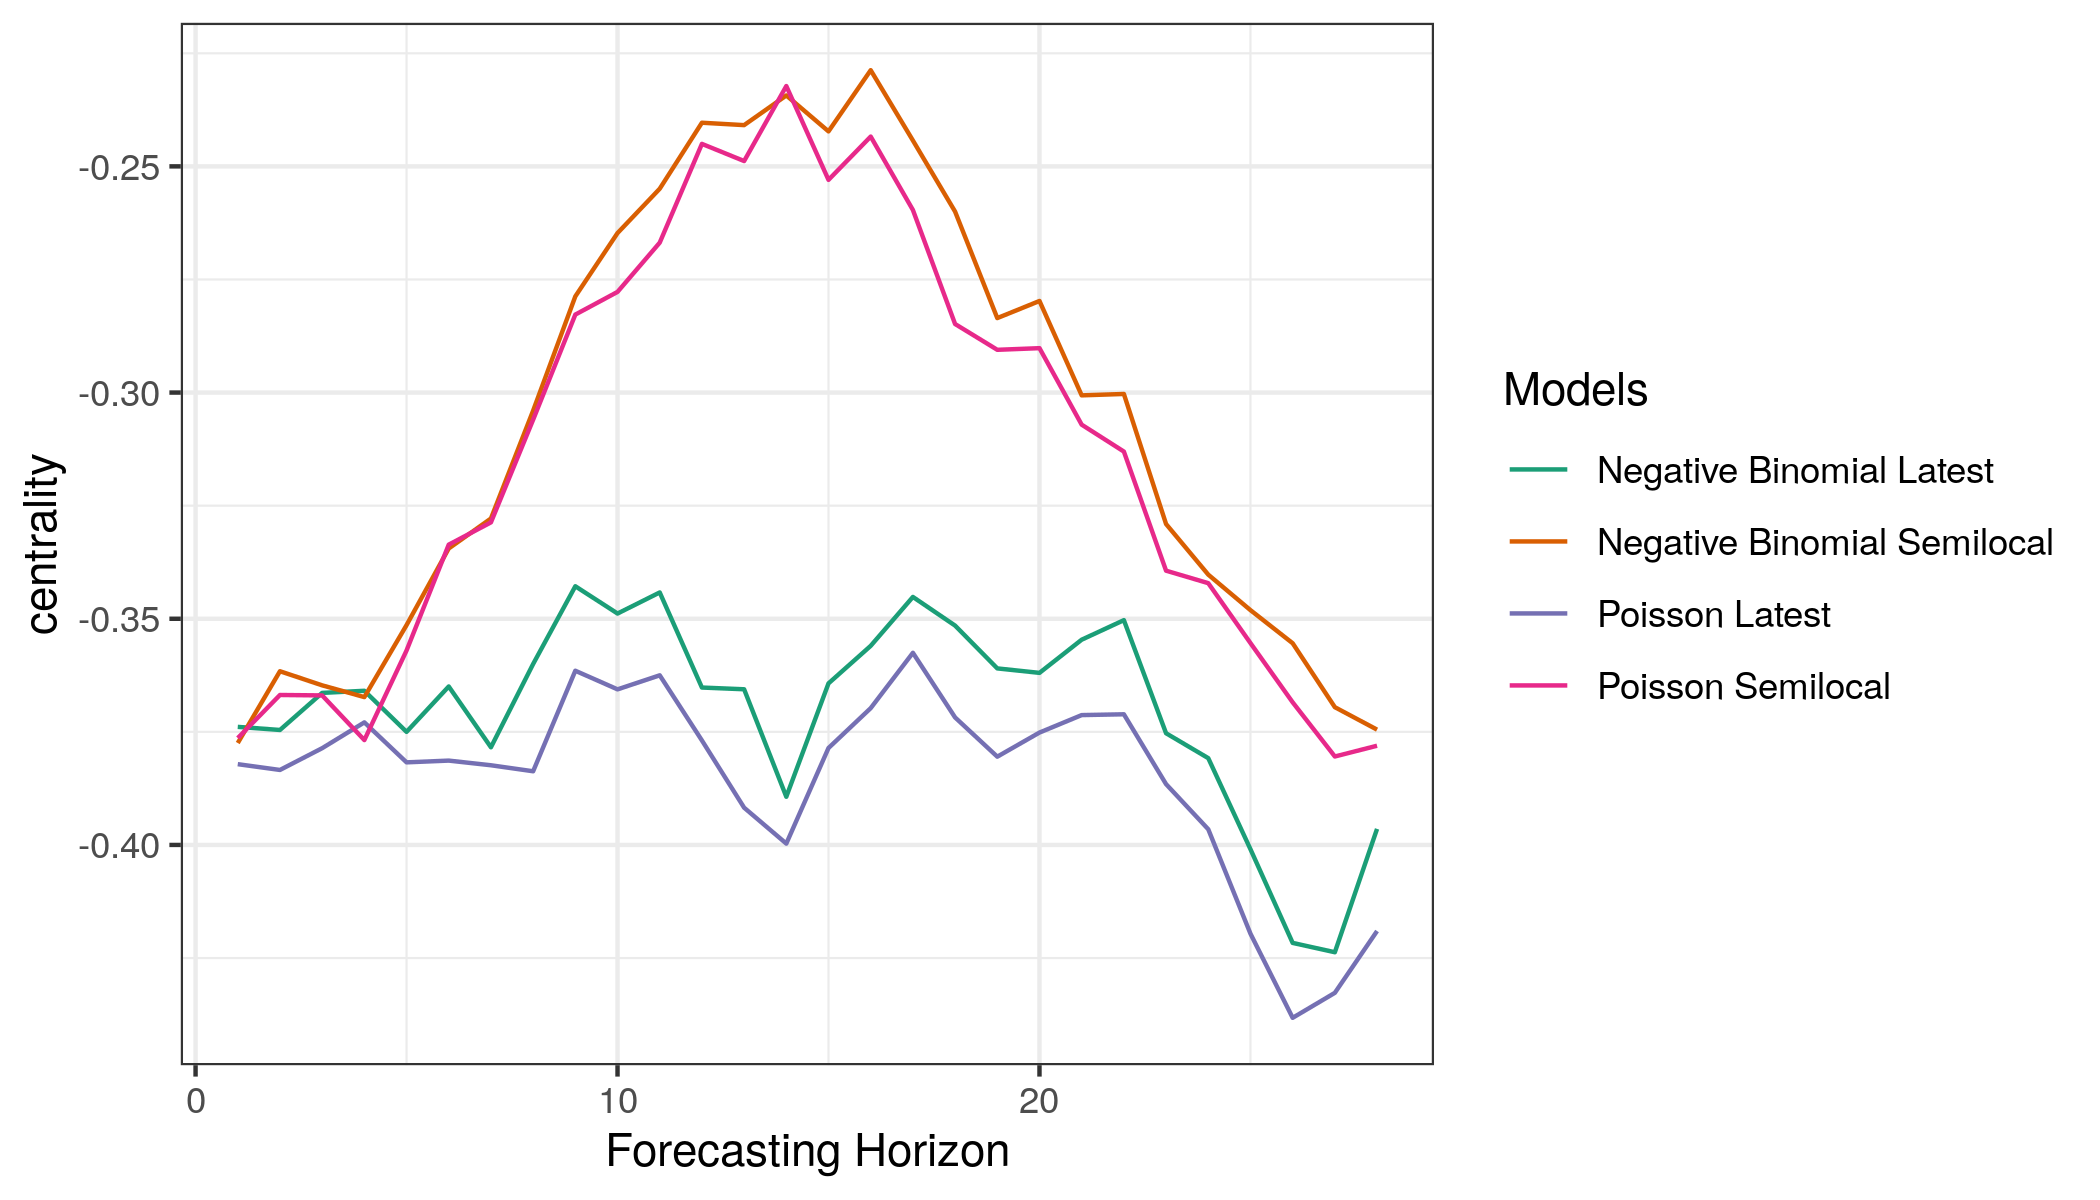 centrality
-0.25
-0.30
-0.35
-0.40
0
10
20
Forecasting Horizon
Models
Negative Binomial Latest
Negative Binomial Semilocal
Poisson Latest
Poisson Semilocal